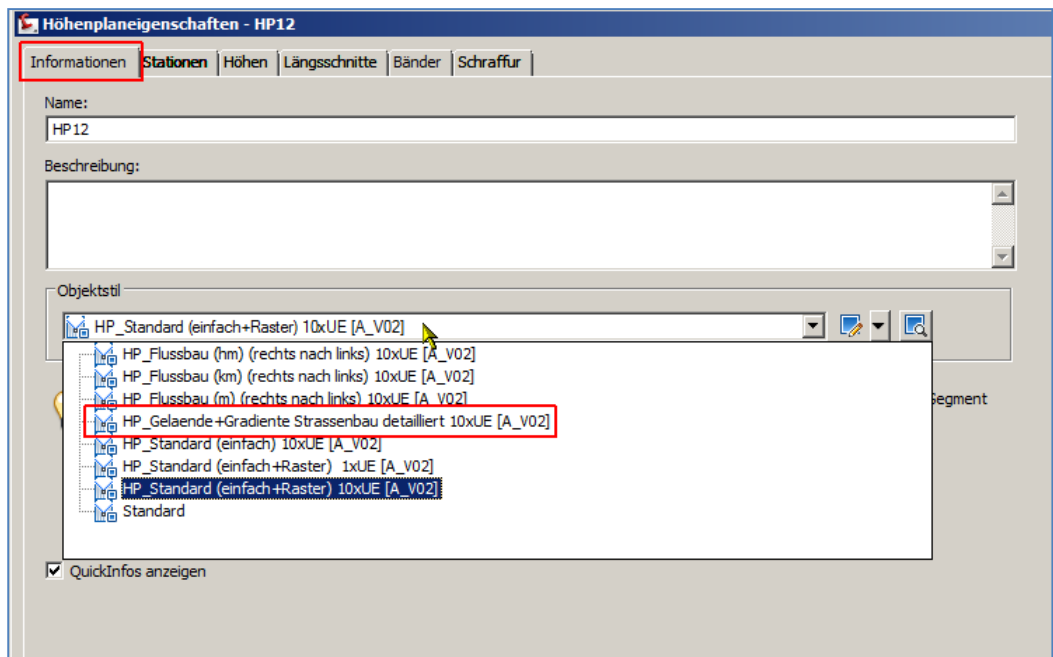 Höhenplaneigenschaften - HP12
Informationen Stationen Höhen Längsschnitte Bänder Schraffur
Name:
HP12
Beschreibung:
Objektstil
HP_Standard (einfach+Raster) 10xUE [A_V02]
HP_Flussbau (hm) (rechts nach links) 10xUE [A_V02]
HP_Flussbau (km) (rechts nach links) 10xUE [A_V02]
HP_Flussbau (m) (rechts nach links) 10xUE [A_V02]
Segment
HP_Gelaende+Gradiente Strassenbau detailliert 10xUE [A_V02]
HP_Standard (einfach) 10xUE [A_V02]
HP_Standard (einfach+Raster) 1xUE [A_V02]
HP_Standard (einfach+Raster) 10xUE [A_V02]
Standard
QuickInfos anzeigen